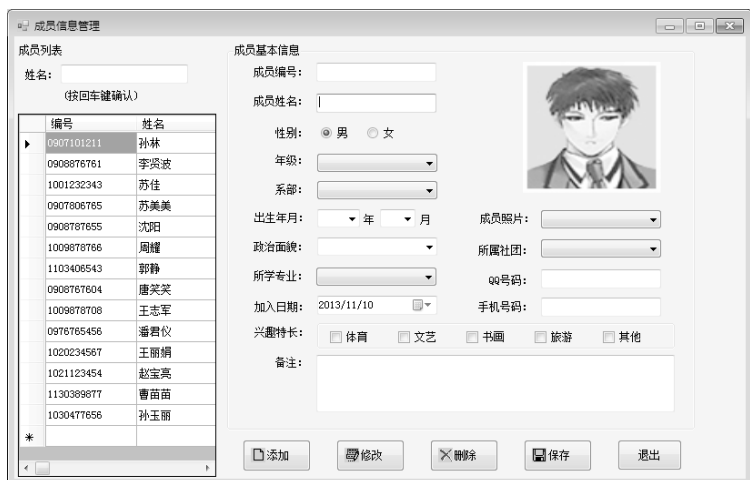 成员信息管理
成员列表
姓名:
(按回车键确认)
编号 姓名
0907101211 孙林
0908876761 李贤波
1001232343 苏佳
0907806765 苏美美
0908787655 沈阳
1009878766 周耀
1103406543 郭静
0908767604 唐笑笑
1009878708 王志军
0976765456 潘君仪
1020234567 王丽娟
1021123454 赵宝亮
1130389877 曹苗苗
1030477656 孙玉丽
成员基本信息
成员编号:
成员姓名:
性别: 男 女
年级:
系部:
出生年月: 年 月 成员照片:
政治面貌: 所属社团:
所学专业: QQ号码:
加入日期: 2013/11/10 手机号码:
兴趣特长: 体育 文艺 书画 旅游 其他
备注:
添加 修改 删除 保存 退出